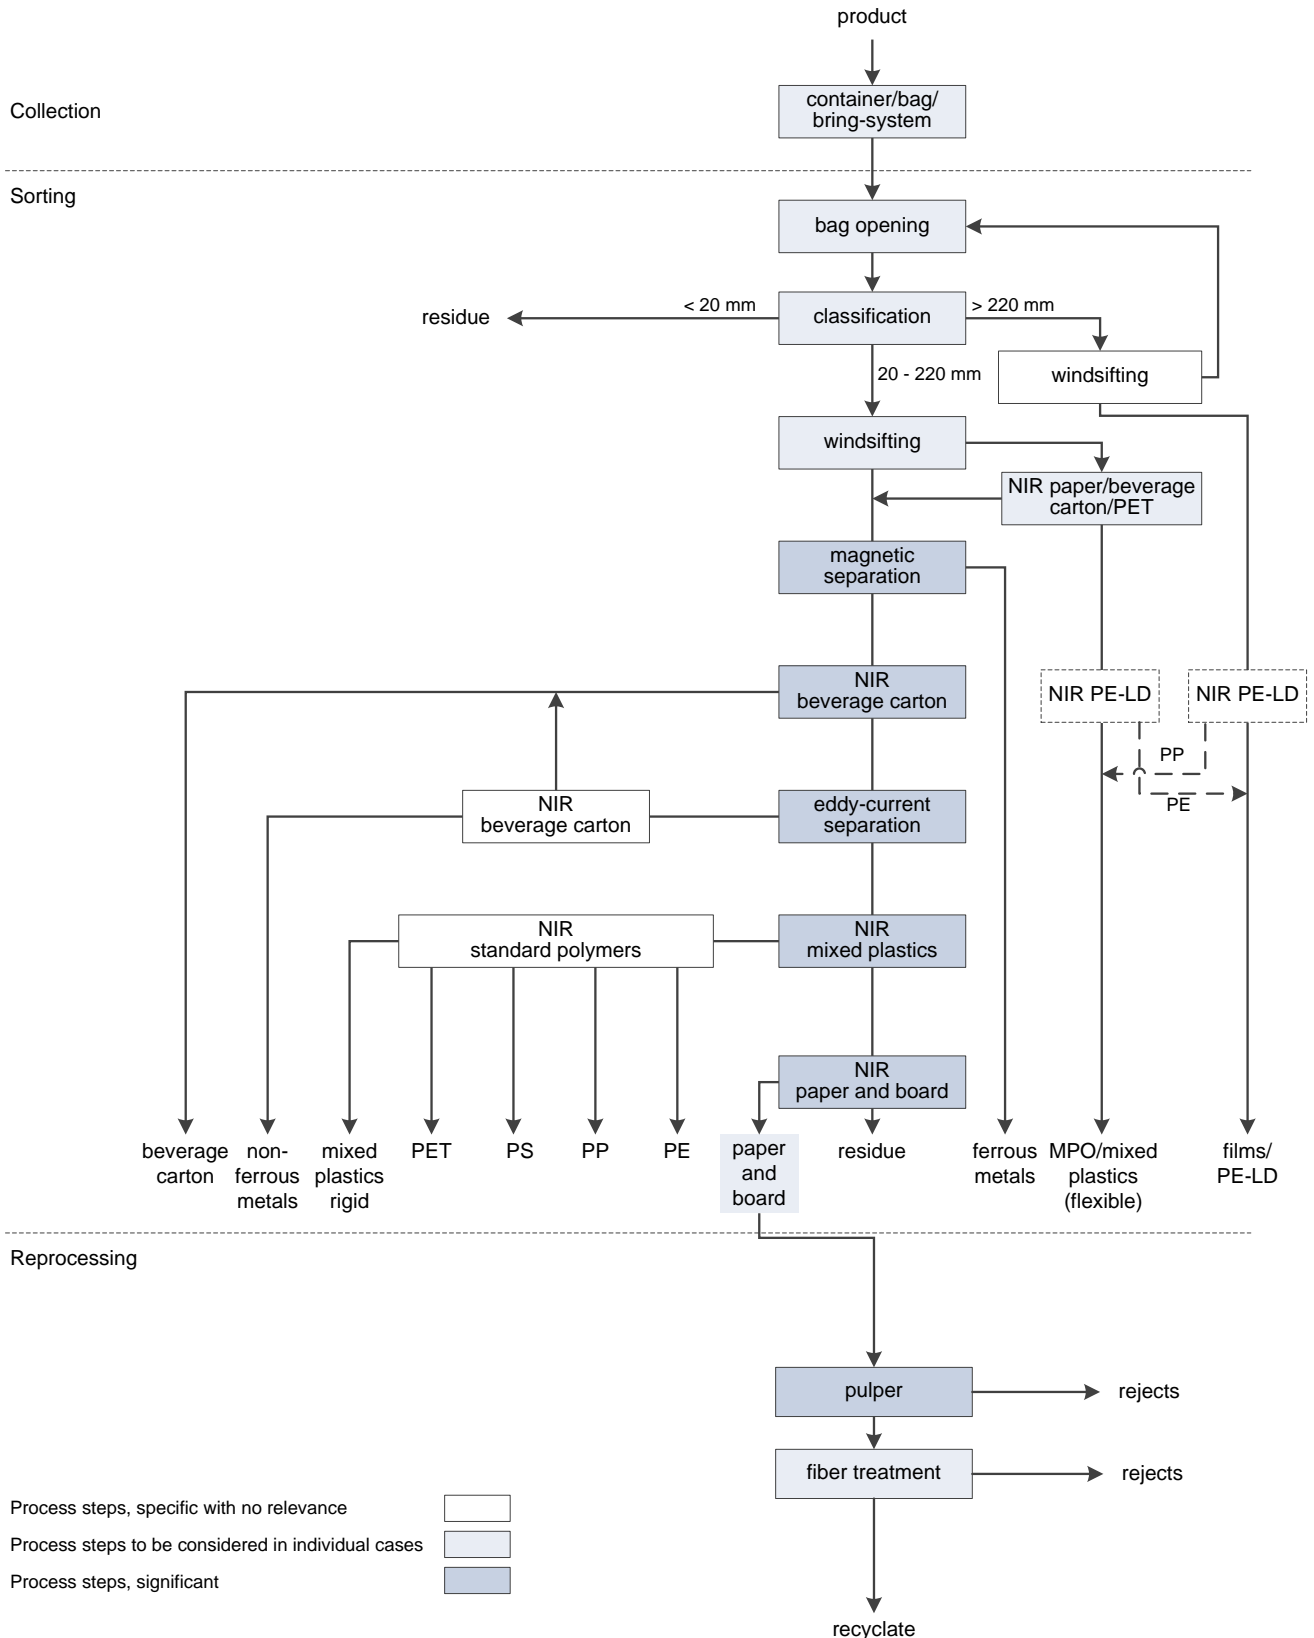 product
Collection
container/bag/
bring-system
Sorting
bag opening
residue
< 20 mm
classification
> 220 mm
20 - 220 mm
windsifting
windsifting
NIR paper/beverage
carton/PET
magnetic
separation
NIR
beverage carton
NIR PE-LD
NIR PE-LD
PP
PE
NIR
beverage carton
eddy-current
separation
NIR
standard polymers
NIR
mixed plastics
NIR
paper and board
beverage
carton
non-
ferrous
metals
mixed
plastics
rigid
PET
PS
PP
PE
paper
and
board
residue
ferrous
metals
MPO/mixed
plastics
(flexible)
films/
PE-LD
Reprocessing
pulper
rejects
fiber treatment
rejects
Process steps, specific with no relevance
Process steps to be considered in individual cases
Process steps, significant
recyclate